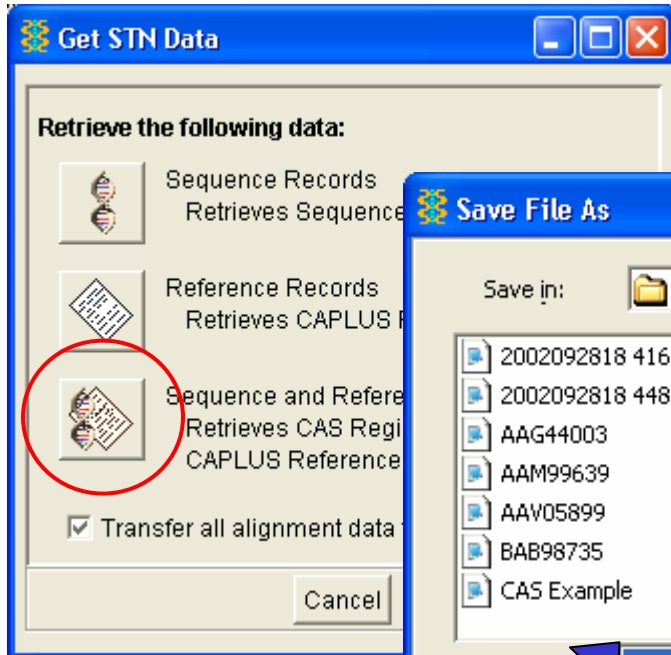 Get STN Data
Retrieve the following data:
Sequence Records
Retrieves Sequence
Reference Records
Retrieves CAPLUS
Sequence and Refere
Retrieves CAS Regi
CAPLUS Reference
Transfer all alignment data
Cancel
Save File As
Save in:
2002092818 416
2002092818 448
AAG44003
AAM99639
AAV05899
BAB98735
CAS Example